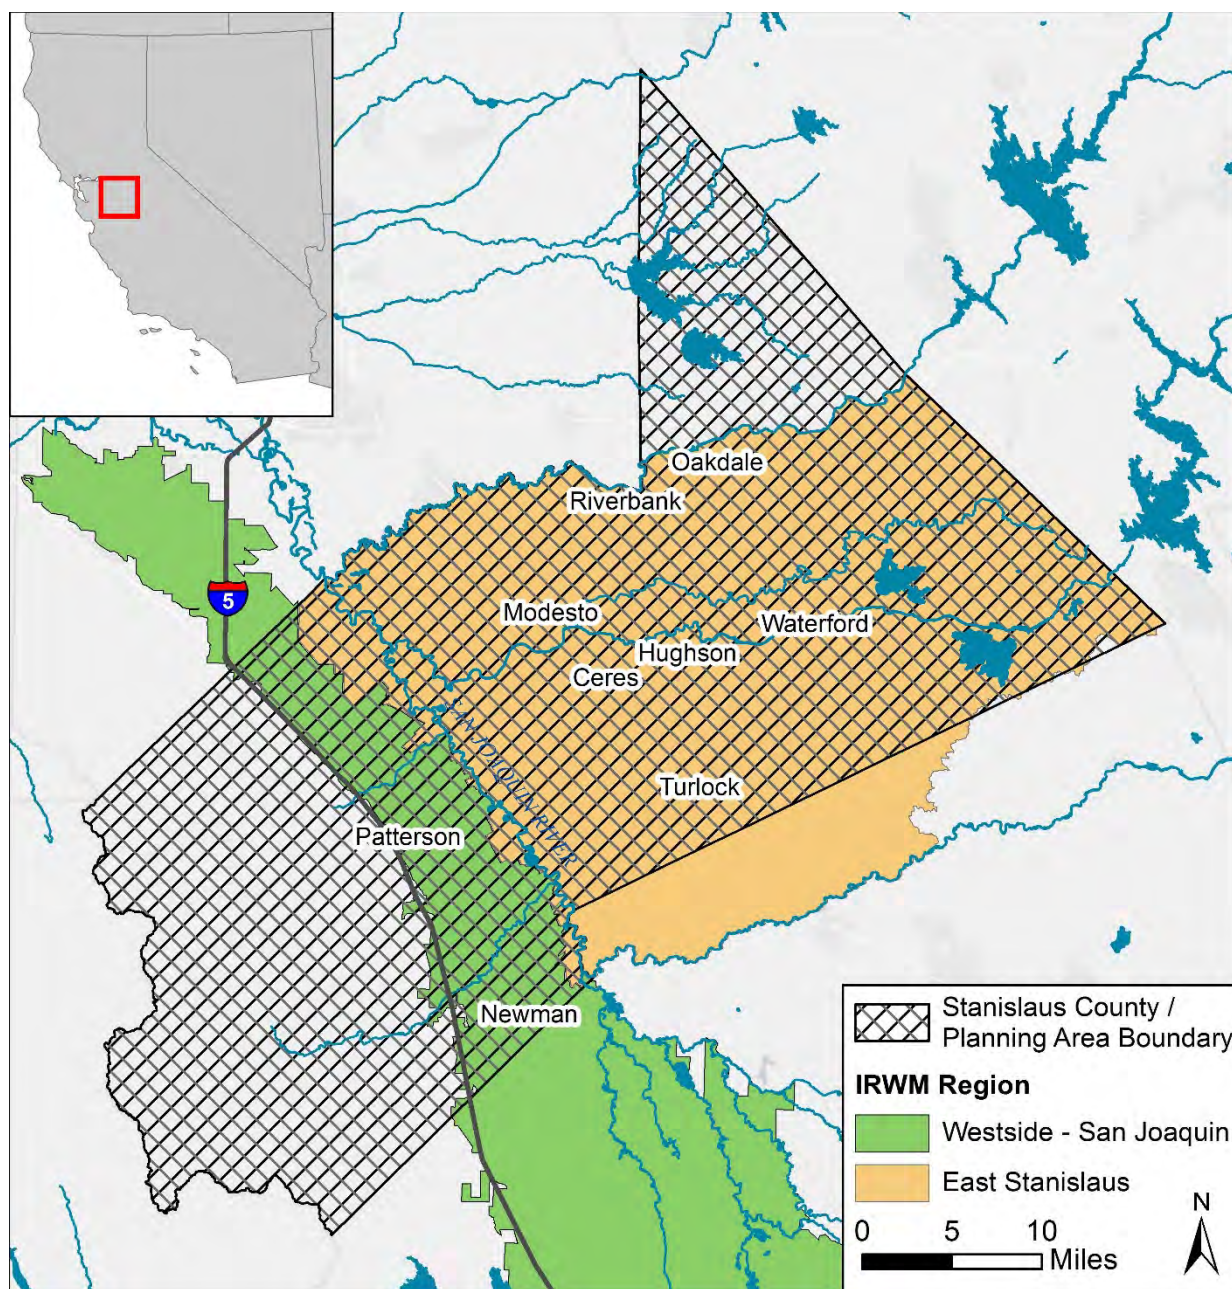 Oakdale
Riverbank
5
Modesto
Waterford
Hughson
Ceres
SAN JOAQUIN RIVER
Turlock
Patterson
Newman
Stanislaus County /
Planning Area Boundary
IRWM Region
Westside - San Joaquin
East Stanislaus
N
0 5 10
Miles